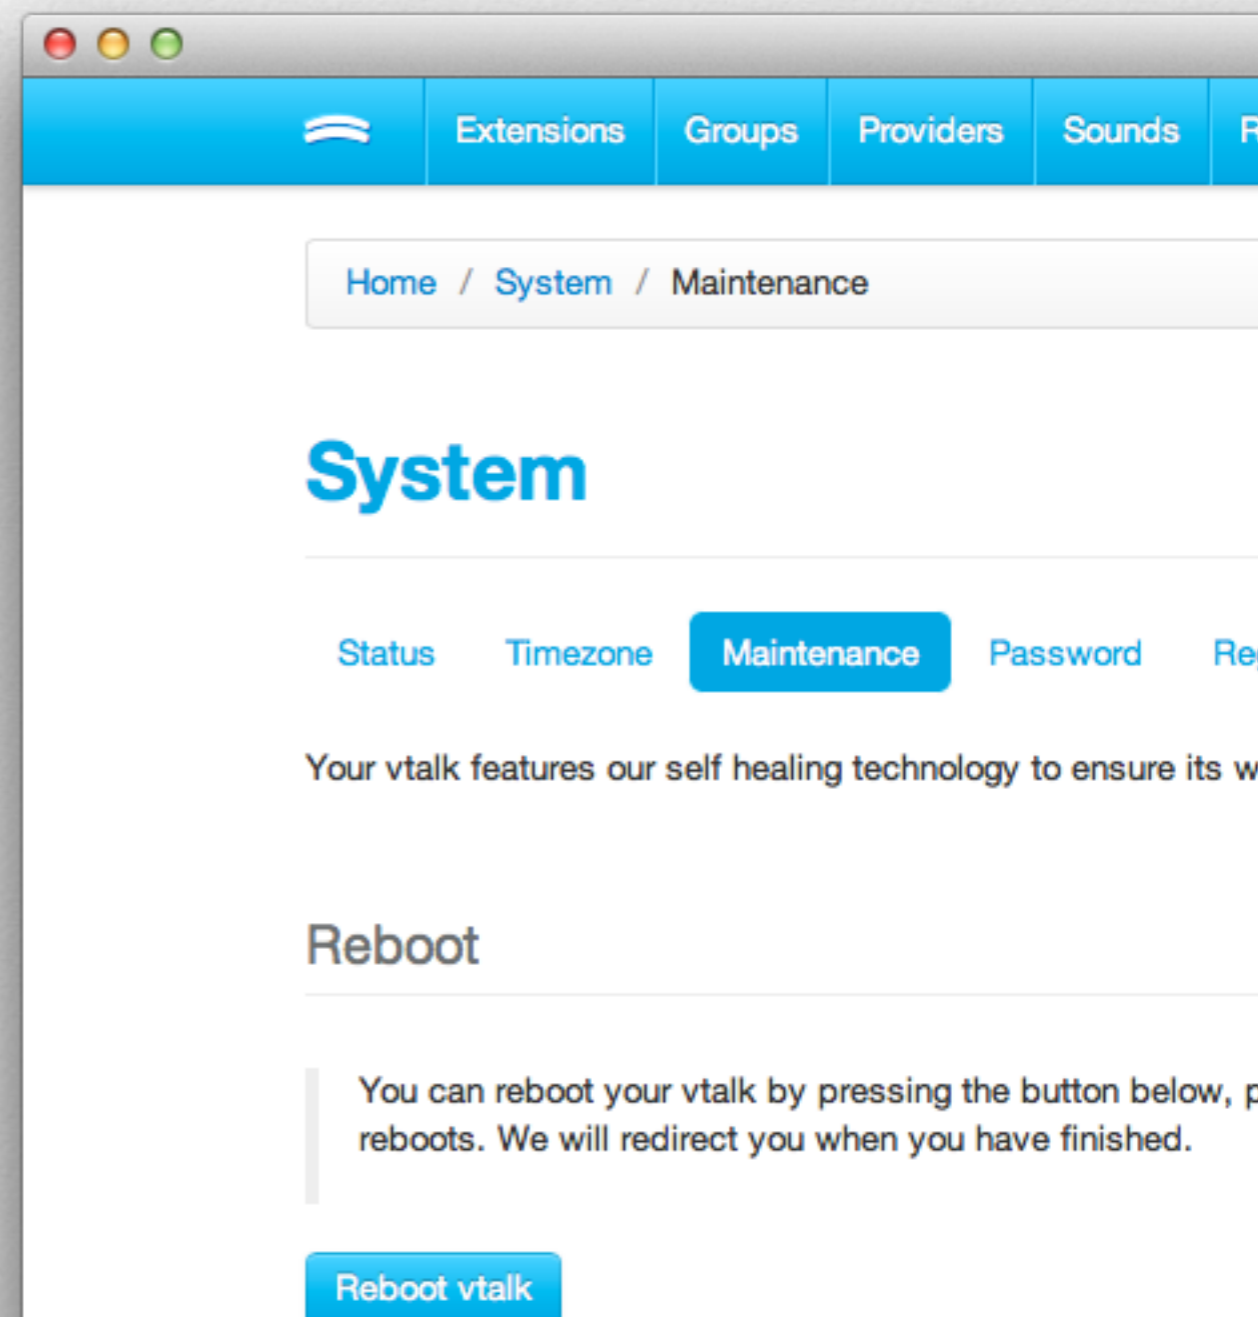 Extensions Groups Providers Sounds
Home / System / Maintenance
System
Status Timezone Maintenance Password
Your vtalk features our self healing technology to ensure its
Reboot
You can reboot your vtalk by pressing the button below,
reboots. We will redirect you when you have finished.
Reboot vtalk